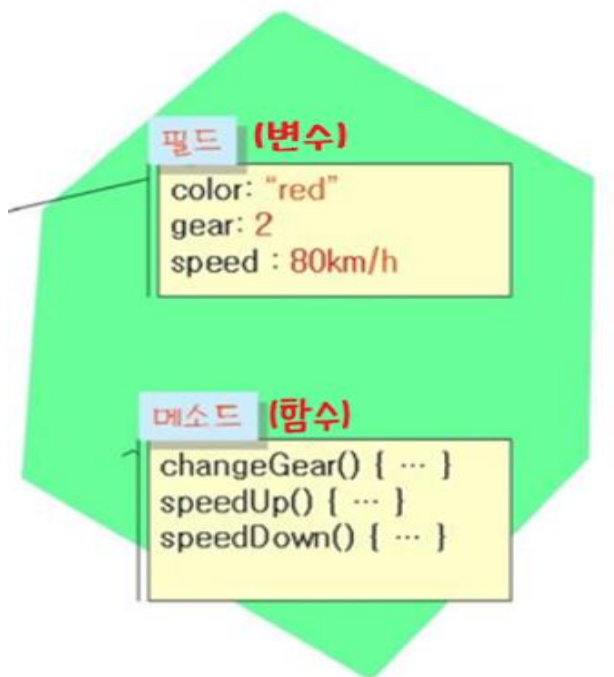 필드 (변수)
color: “red”
gear: 2
speed : 80km/h
메소드 (함수)
changeGear() { ··· }
speedUp() { ··· }
speedDown() { ··· }